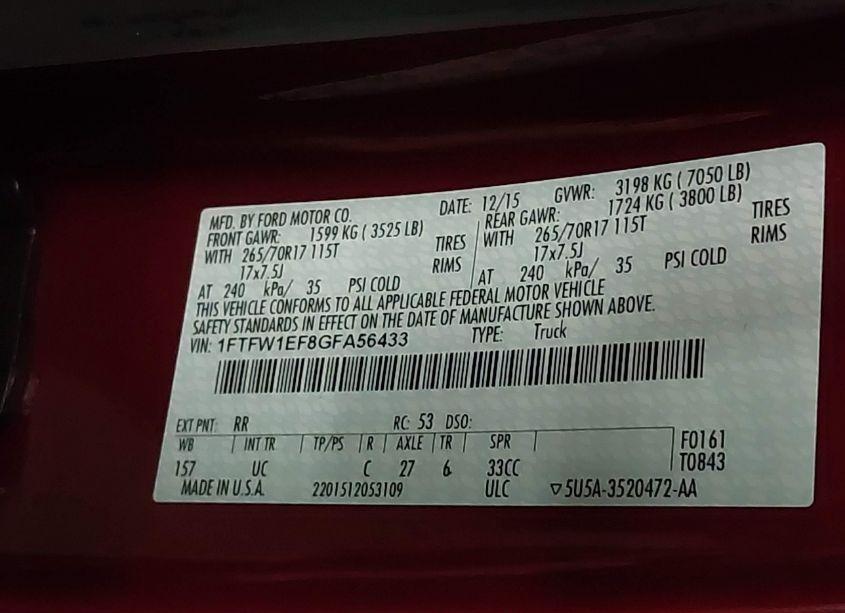 MFD. BY FORD MOTOR CO. DATE: 12/15 GVWR: 3198 KG ( 7050 LB)
FRONT GAWR: 1599 KG ( 3525 LB) REAR GAWR: 1724 KG ( 3800 LB)
WITH 265/70R17 115T TIRES WITH 265/70R17 115T TIRES
17x7.5J RIMS 17x7.5J RIMS
AT 240 kPa/ 35 PSI COLD AT 240 kPa/ 35 PSI COLD
THIS VEHICLE CONFORMS TO ALL APPLICABLE FEDERAL MOTOR VEHICLE
SAFETY STANDARDS IN EFFECT ON THE DATE OF MANUFACTURE SHOWN ABOVE.
VIN: 1FTFW1EF8GFA56433 TYPE: Truck
EXT PNT: RR RC: 53 DSO:
WB INT TR TP/PS R AXLE TR SPR F0161
157 UC C 27 6 33CC T0843
MADE IN U.S.A. 2201512053109 ULC ▽5U5A-3520472-AA